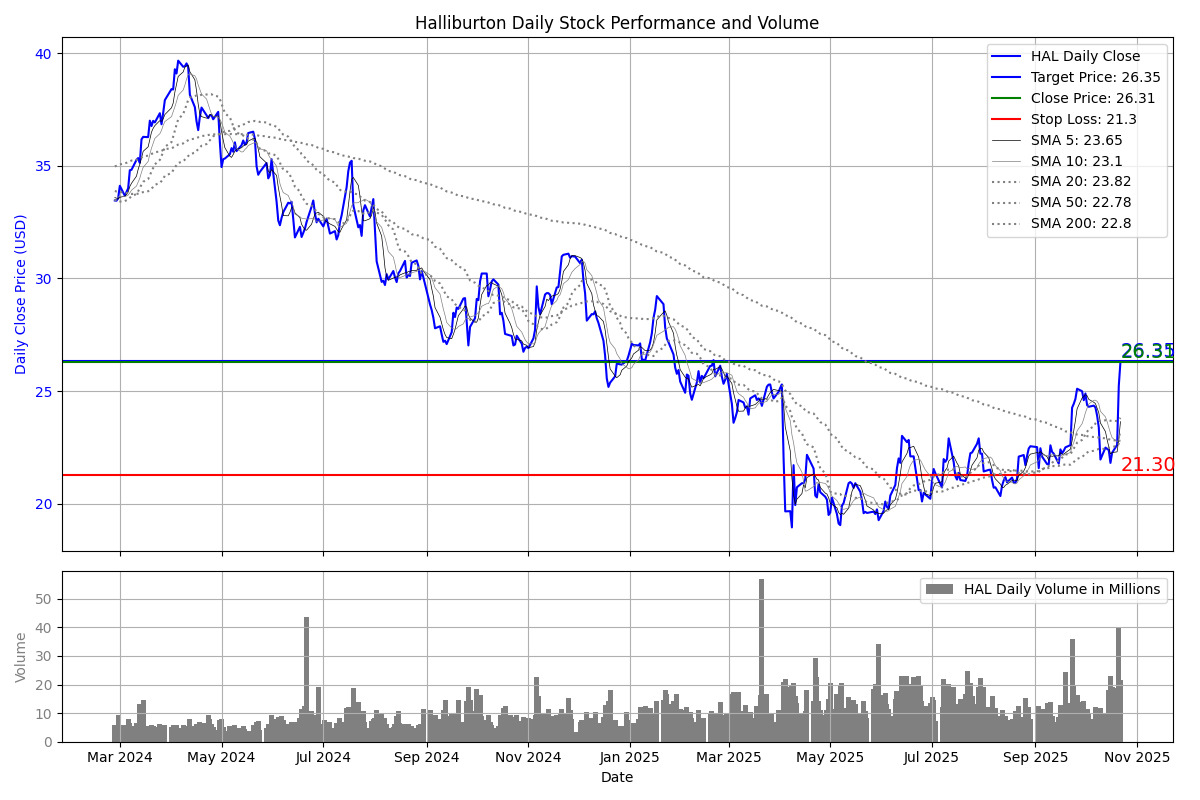 Halliburton Daily Stock Performance and Volume
40
35
30
25
20
Daily Close Price (USD)
HAL Daily Close
Target Price: 26.35
Close Price: 26.31
Stop Loss: 21.3
SMA 5: 23.65
SMA 10: 23.1
SMA 20: 23.82
SMA 50: 22.78
SMA 200: 22.8
26.35
26.31
21.30
50
40
30
20
10
0
Volume
HAL Daily Volume in Millions
Mar 2024 May 2024 Jul 2024 Sep 2024 Nov 2024 Jan 2025 Mar 2025 May 2025 Jul 2025 Sep 2025 Nov 2025
Date